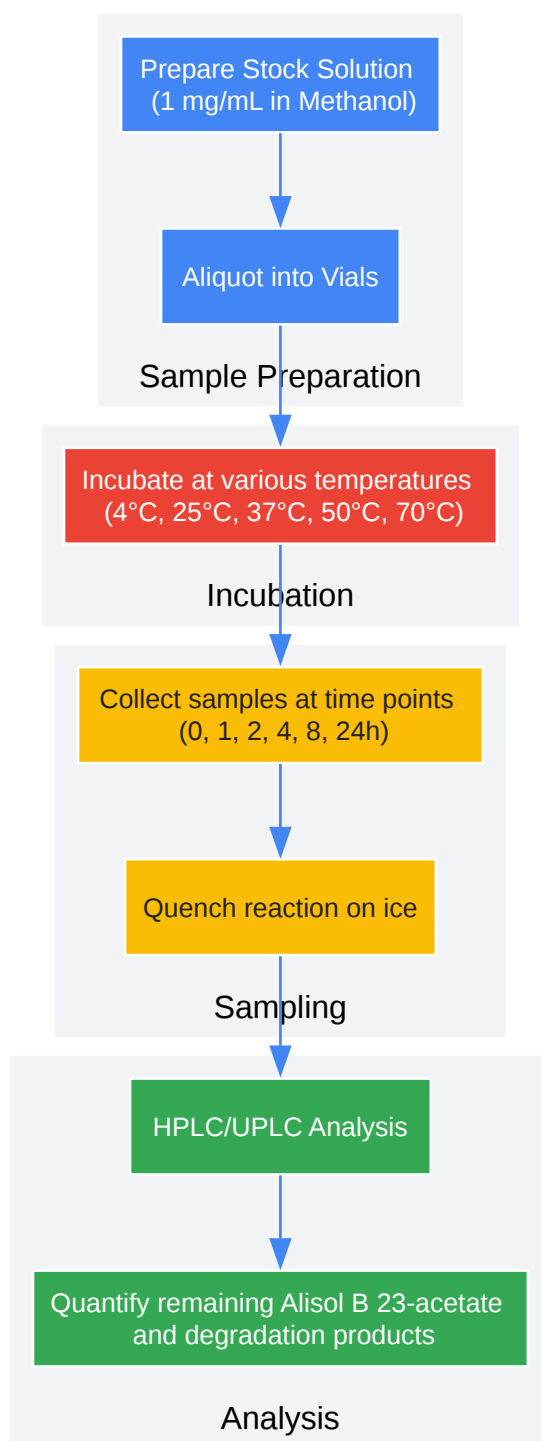 Prepare Stock Solution
(1 mg/mL in Methanol)
Aliquot into Vials
Sample Preparation
Incubate at various temperatures
(4°C, 25°C, 37°C, 50°C, 70°C)
Incubation
Collect samples at time points
(0, 1, 2, 4, 8, 24h)
Quench reaction on ice
Sampling
HPLC/UPLC Analysis
Quantify remaining Alisol B 23-acetate
and degradation products
Analysis